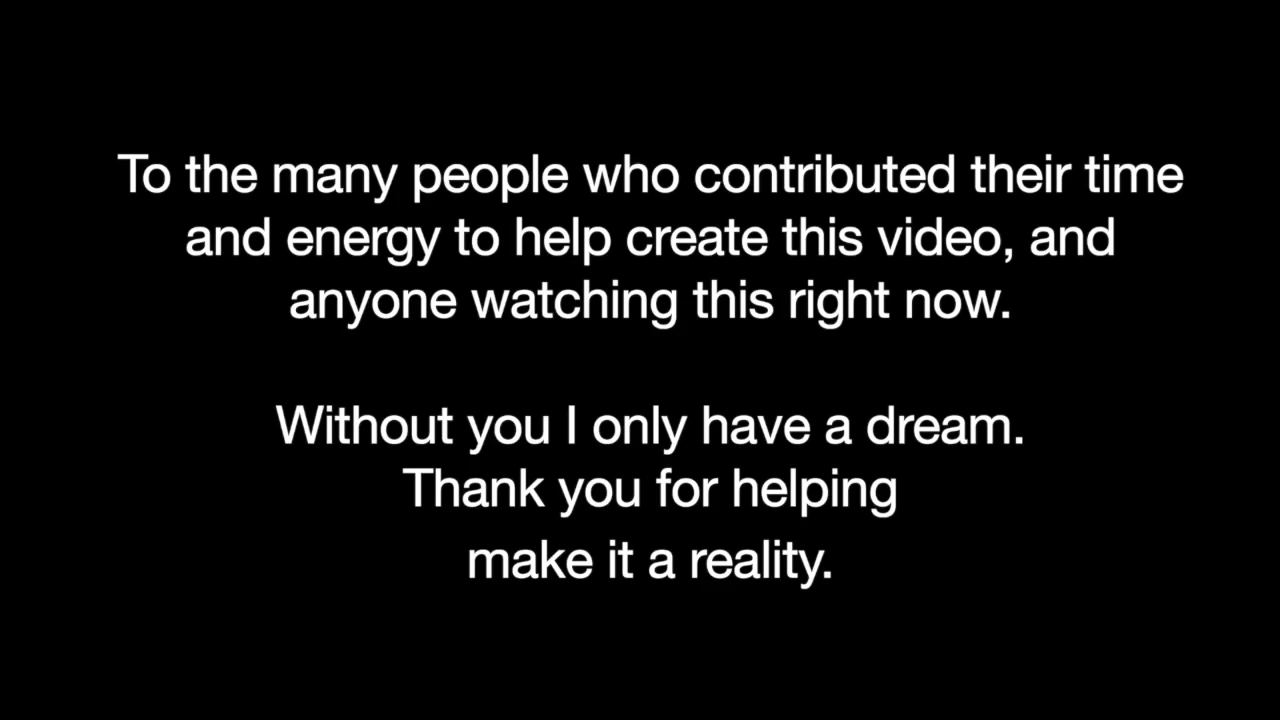 To the many people who contributed their time
and energy to help create this video, and
anyone watching this right now.
Without you I only have a dream.
Thank you for helping
make it a reality.